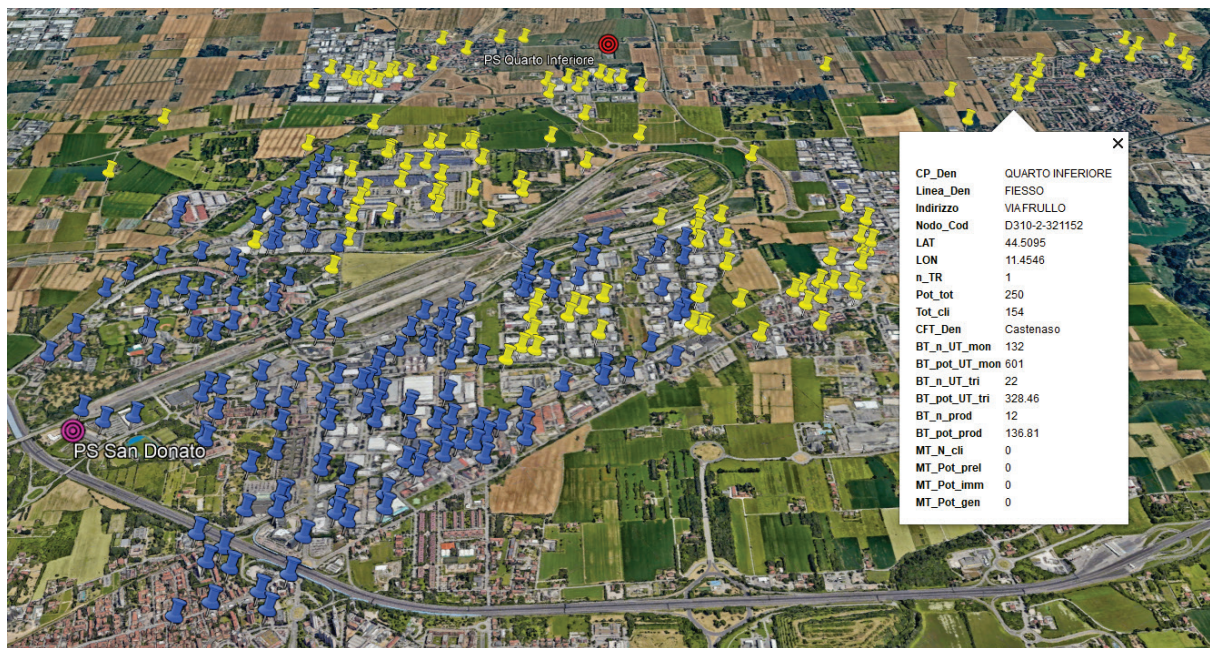 PS Quarto Inferiore
CP_Den QUARTO INFERIORE
Linea_Den FIESSO
Indirizzo VIA FRULLO
Nodo_Cod D310-2-321152
LAT 44.5095
LON 11.4546
n_TR 1
Pot_tot 250
Tot_cli 154
CFT_Den Castenaso
BT_n_UT_mon 132
BT_pot_UT_mon 601
BT_n_UT_tri 22
BT_pot_UT_tri 328.46
BT_n_prod 12
BT_pot_prod 136.81
MT_N_cli 0
MT_Pot_prel 0
MT_Pot_imm 0
MT_Pot_gen 0
PS San Donato